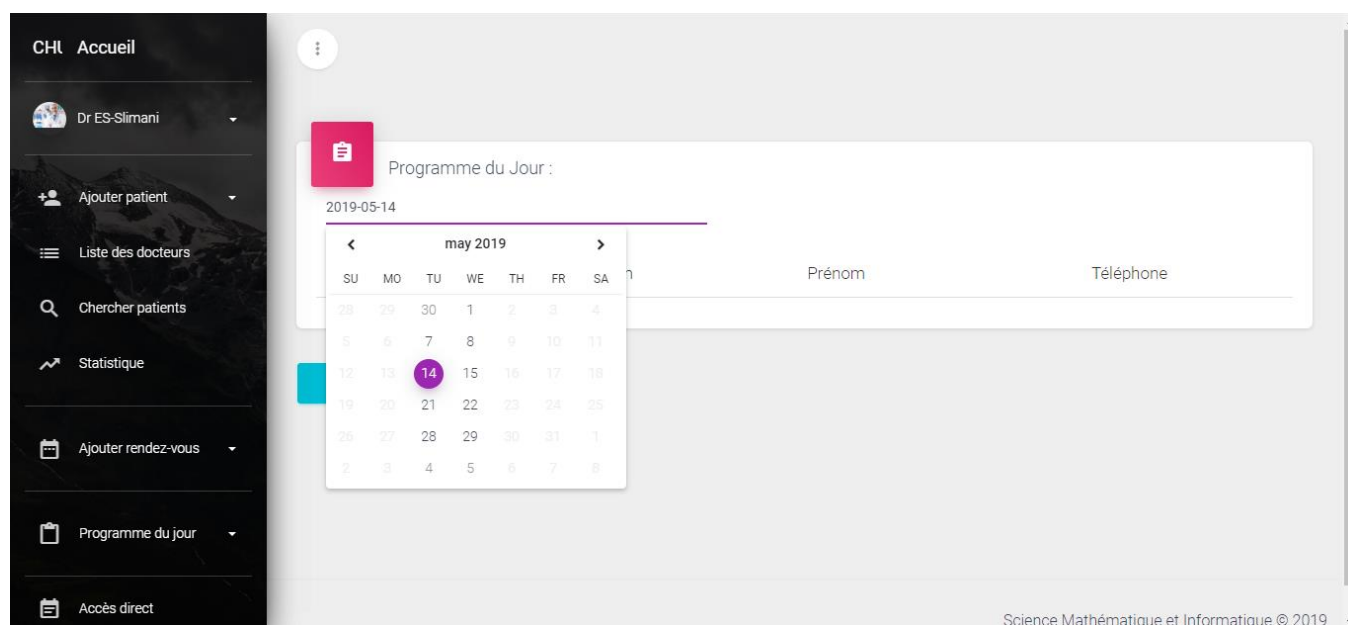 CHU Accueil
Dr ES-Slimani
Ajouter patient
Liste des docteurs
Chercher patients
Statistique
Ajouter rendez-vous
Programme du jour
Accès direct
Programme du Jour :
2019-05-14
may 2019
SU MO TU WE TH FR SA
28 29 30 1 2 3 4
5 6 7 8 9 10 11
12 13 14 15 16 17 18
19 20 21 22 23 24 25
26 27 28 29 30 31 1
2 3 4 5 6 7 8
Prénom Téléphone
Science Mathématique et Informatique © 2019